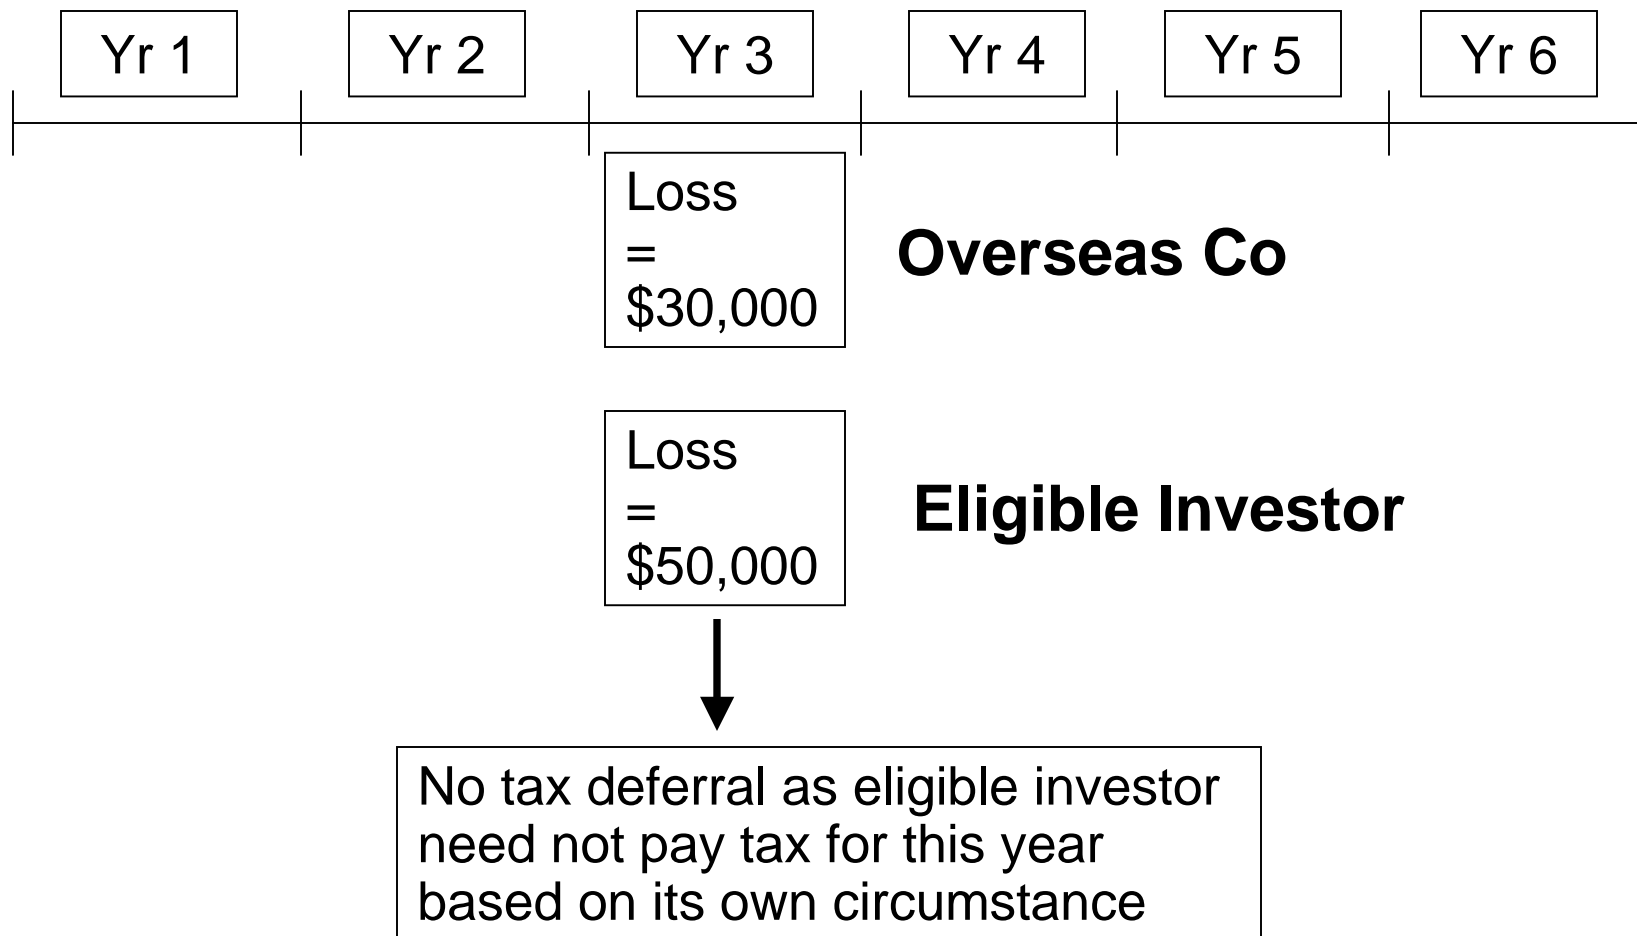 Yr 1 Yr 2 Yr 3 Yr 4 Yr 5 Yr 6
Loss
=
$30,000
Overseas Co
Loss
=
$50,000
Eligible Investor
No tax deferral as eligible investor
need not pay tax for this year
based on its own circumstance